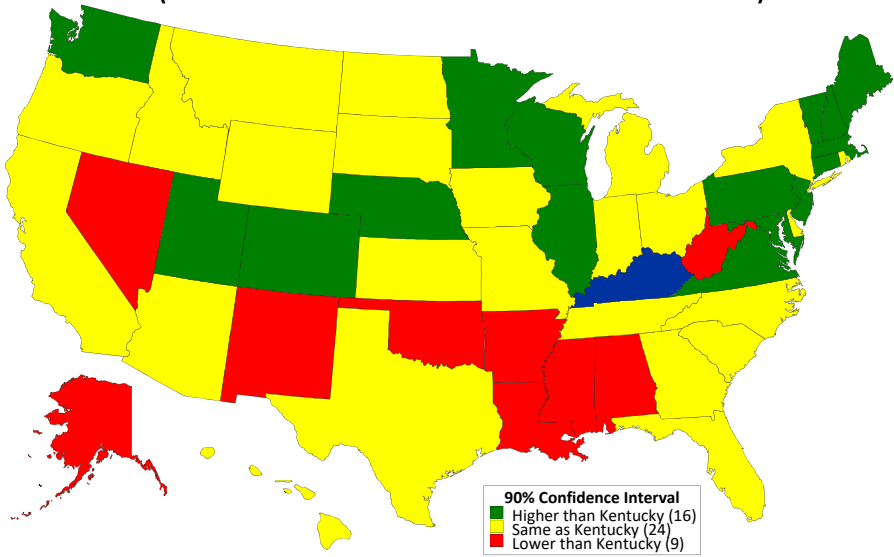 90% Confidence Interval
Higher than Kentucky (16)
Same as Kentucky (24)
Lower than Kentucky (9)